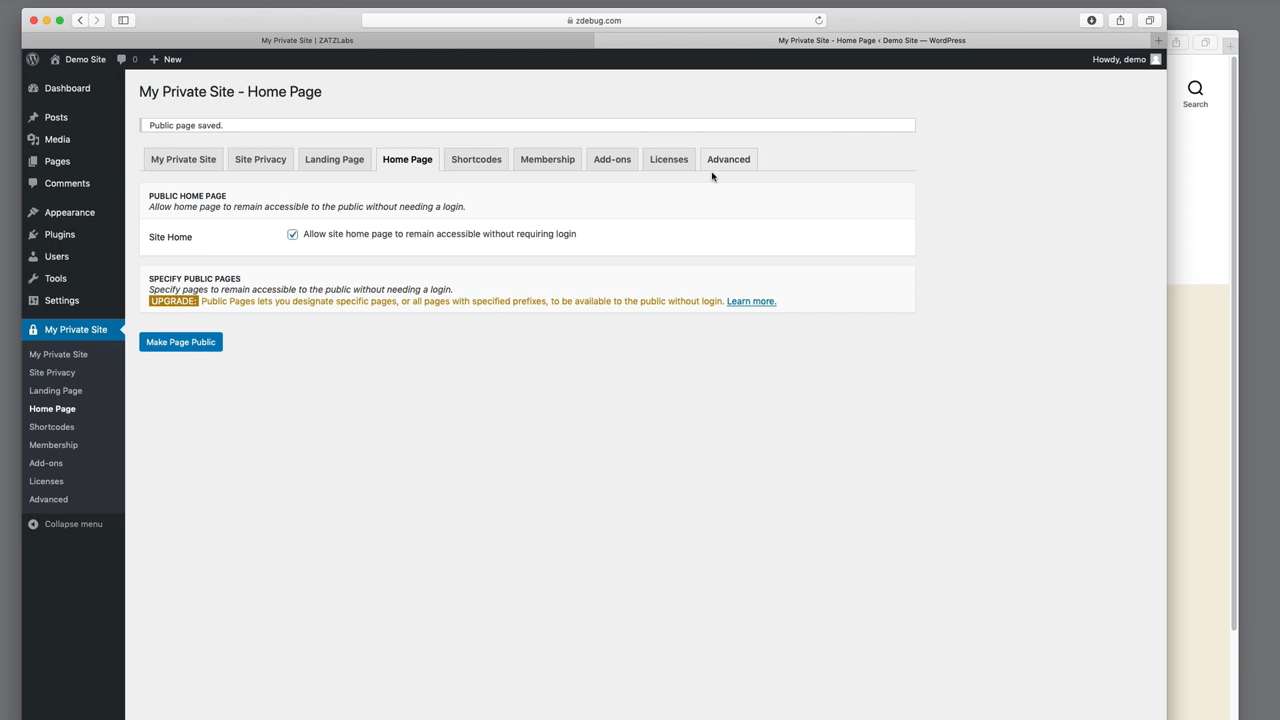 zdebug.com
My Private Site | ZATZLabs
My Private Site - Home Page ‹ Demo Site — WordPress
Demo Site
0
New
Howdy, demo
Search
Dashboard
Posts
Media
Pages
Comments
Appearance
Plugins
Users
Tools
Settings
My Private Site
My Private Site
Site Privacy
Landing Page
Home Page
Shortcodes
Membership
Add-ons
Licenses
Advanced
Collapse menu
My Private Site - Home Page
Public page saved.
My Private Site
Site Privacy
Landing Page
Home Page
Shortcodes
Membership
Add-ons
Licenses
Advanced
PUBLIC HOME PAGE
Allow home page to remain accessible to the public without needing a login.
Site Home
Allow site home page to remain accessible without requiring login
SPECIFY PUBLIC PAGES
Specify pages to remain accessible to the public without needing a login.
UPGRADE: Public Pages lets you designate specific pages, or all pages with specified prefixes, to be available to the public without login. Learn more.
Make Page Public